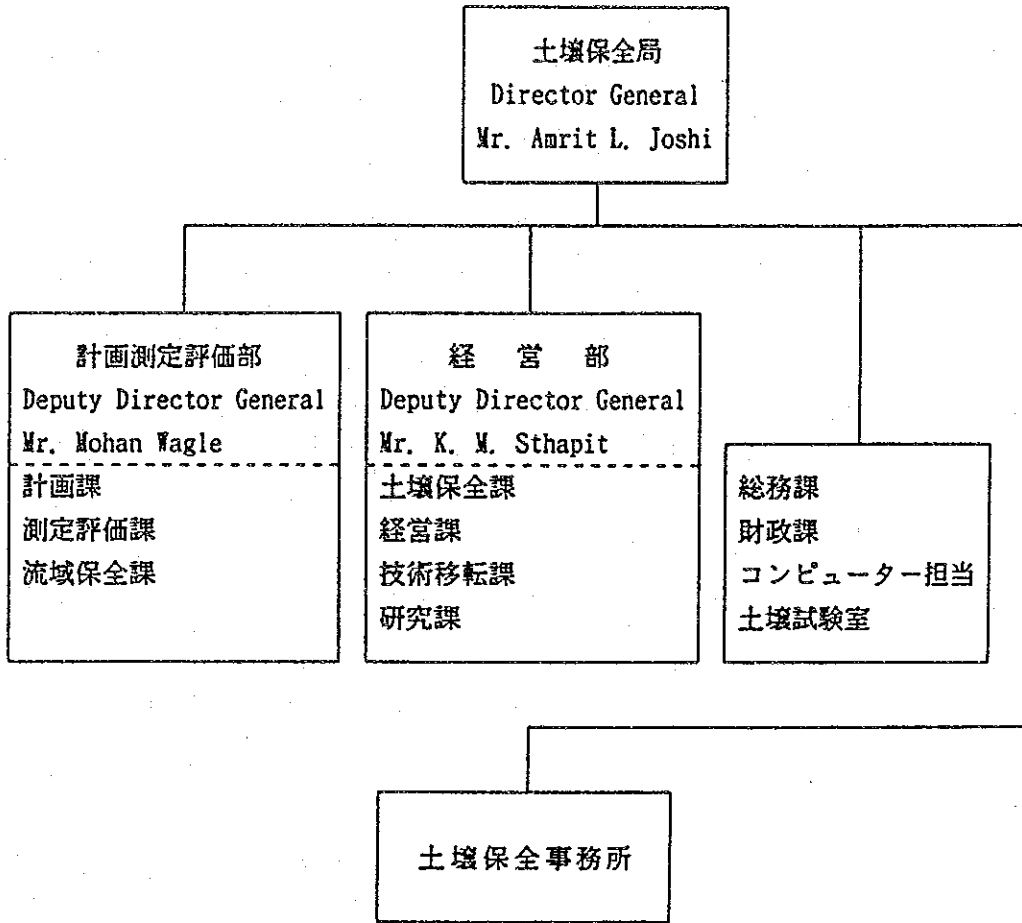 土壌保全局
Director General
Mr. Amrit L. Joshi
計画測定評価部
Deputy Director General
Mr. Mohan Wagle
計画課
測定評価課
流域保全課
経 営 部
Deputy Director General
Mr. K. M. Sthapit
土壌保全課
経営課
技術移転課
研究課
総務課
財政課
コンピューター担当
土壌試験室
土壌保全事務所